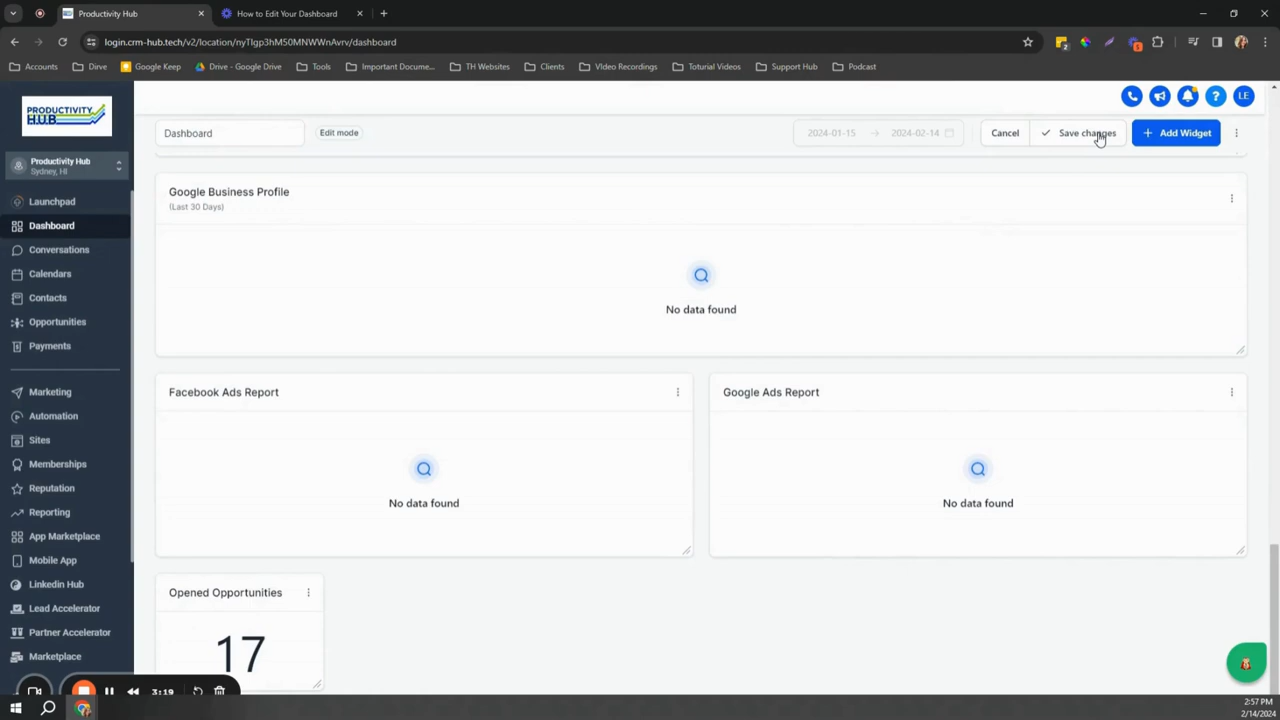 Productivity Hub
How to Edit Your Dashboard
login.crm-hub.tech/v2/location/nyTlgp3hM50MNWWnAvrv/dashboard
Accounts
Dirve
Google Keep
Drive - Google Drive
Tools
Important Docume...
TH Websites
Clients
VIdeo Recordings
Toturial Videos
Support Hub
Podcast
PRODUCTIVITY
HUB
LE
Productivity Hub
Sydney, HI
Dashboard
Edit mode
2024-01-15 → 2024-02-14
Cancel
Save changes
Add Widget
Launchpad
Dashboard
Conversations
Calendars
Contacts
Opportunities
Payments
Marketing
Automation
Sites
Memberships
Reputation
Reporting
App Marketplace
Mobile App
Linkedin Hub
Lead Accelerator
Partner Accelerator
Marketplace
Google Business Profile
(Last 30 Days)
No data found
Facebook Ads Report
No data found
Google Ads Report
No data found
Opened Opportunities
17
3:19
2:57 PM
2/14/2024